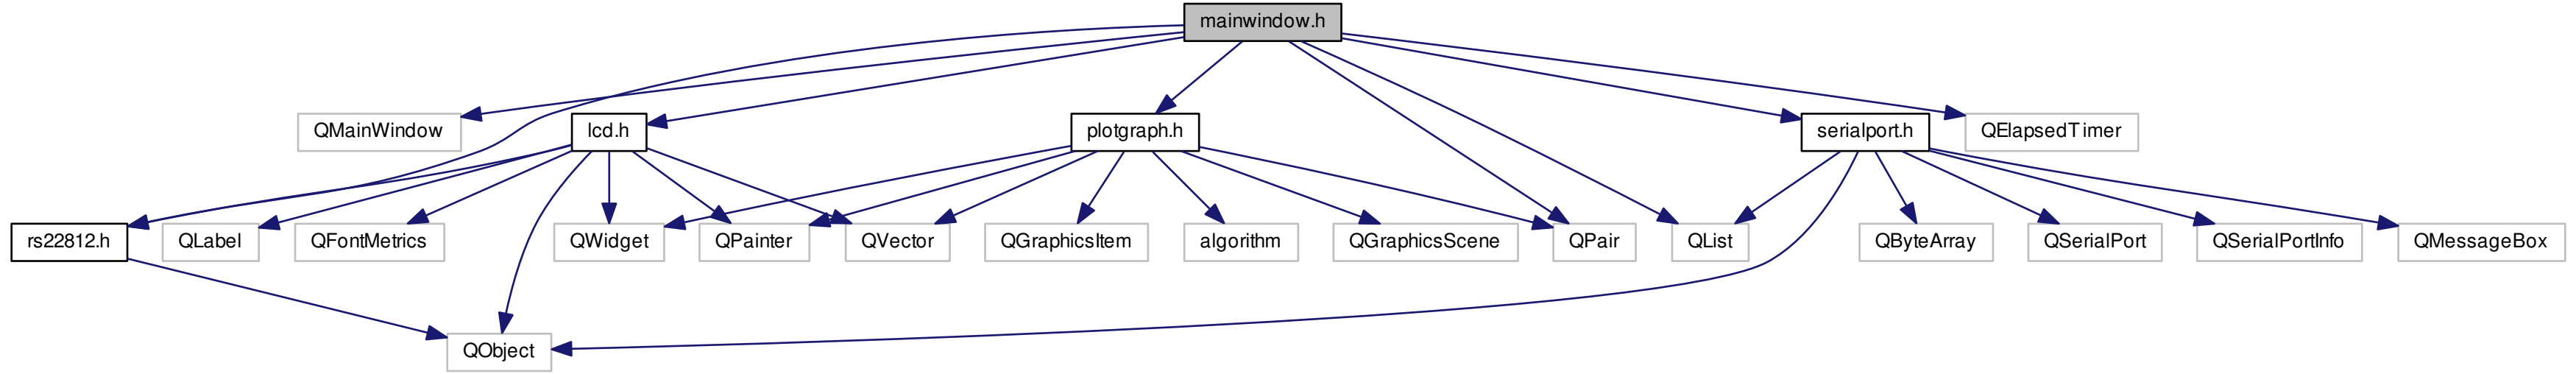 mainwindow.h
QMainWindow
lcd.h
plotgraph.h
serialport.h
QElapsedTimer
rs22812.h
QLabel
QFontMetrics
QWidget
QPainter
QVector
QGraphicsItem
algorithm
QGraphicsScene
QPair
QList
QByteArray
QSerialPort
QSerialPortInfo
QMessageBox
QObject